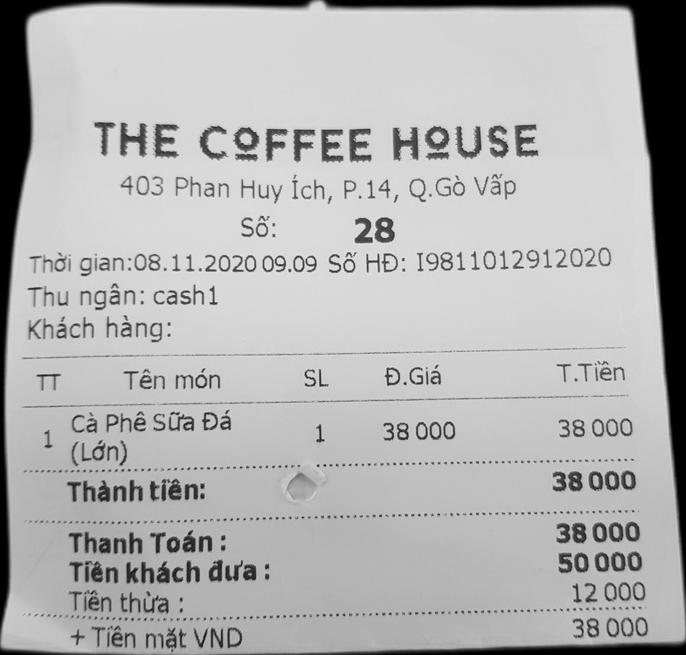 THE COFFEE HOUSE
403 Phan Huy Ích, P.14, Q.Gò Vấp
Số: 28
Thời gian:08.11.2020 09.09 Số HĐ: I9811012912020
Thu ngân: cash1
Khách hàng:
TT Tên món SL Đ.Giá T.Tiền
1 Cà Phê Sữa Đá (Lớn) 1 38 000 38 000
Thành tiền: 38 000
Thanh Toán : 38 000
Tiền khách đưa : 50 000
Tiền thừa : 12 000
+ Tiền mặt VND 38 000